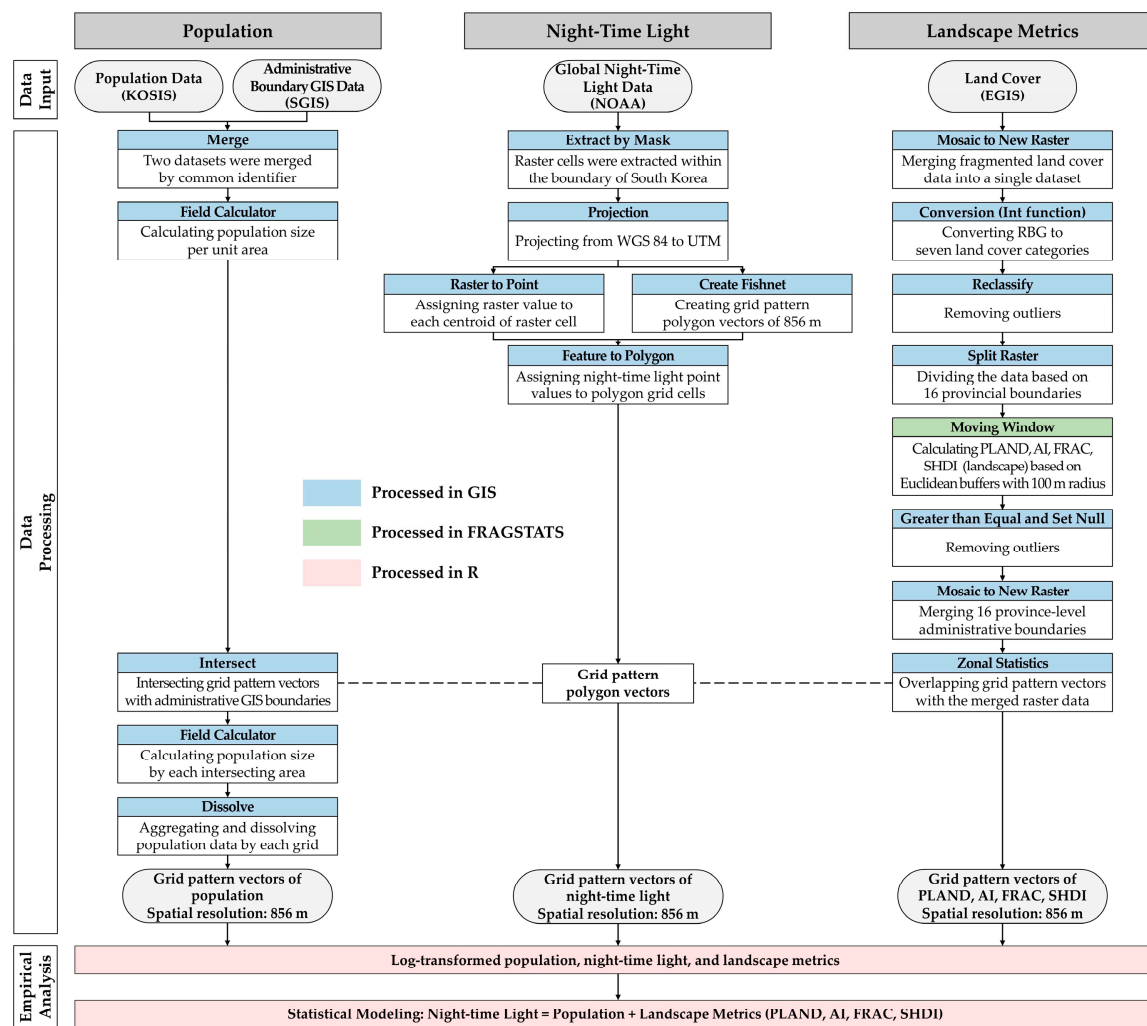 Population
Night-Time Light
Landscape Metrics
Data
Input
Population Data
(KOSIS)
Administrative
Boundary GIS Data
(SGIS)
Global Night-Time
Light Data
(NOAA)
Land Cover
(EGIS)
Data
Processing
Merge
Two datasets were merged
by common identifier
Field Calculator
Calculating population size
per unit area
Extract by Mask
Raster cells were extracted within
the boundary of South Korea
Projection
Projecting from WGS 84 to UTM
Raster to Point
Assigning raster value to
each centroid of raster cell
Create Fishnet
Creating grid pattern
polygon vectors of 856 m
Feature to Polygon
Assigning night-time light point
values to polygon grid cells
Mosaic to New Raster
Merging fragmented land cover
data into a single dataset
Conversion (Int function)
Converting RBG to
seven land cover categories
Reclassify
Removing outliers
Split Raster
Dividing the data based on
16 provincial boundaries
Moving Window
Calculating PLAND, AI, FRAC,
SHDI (landscape) based on
Euclidean buffers with 100 m radius
Greater than Equal and Set Null
Removing outliers
Mosaic to New Raster
Merging 16 province-level
administrative boundaries
Processed in GIS
Processed in FRAGSTATS
Processed in R
Intersect
Intersecting grid pattern vectors
with administrative GIS boundaries
Grid pattern
polygon vectors
Zonal Statistics
Overlapping grid pattern vectors
with the merged raster data
Field Calculator
Calculating population size
by each intersecting area
Dissolve
Aggregating and dissolving
population data by each grid
Grid pattern vectors of
population
Spatial resolution: 856 m
Grid pattern vectors of
night-time light
Spatial resolution: 856 m
Grid pattern vectors of
PLAND, AI, FRAC, SHDI
Spatial resolution: 856 m
Empirical
Analysis
Log-transformed population, night-time light, and landscape metrics
Statistical Modeling: Night-time Light = Population + Landscape Metrics (PLAND, AI, FRAC, SHDI)